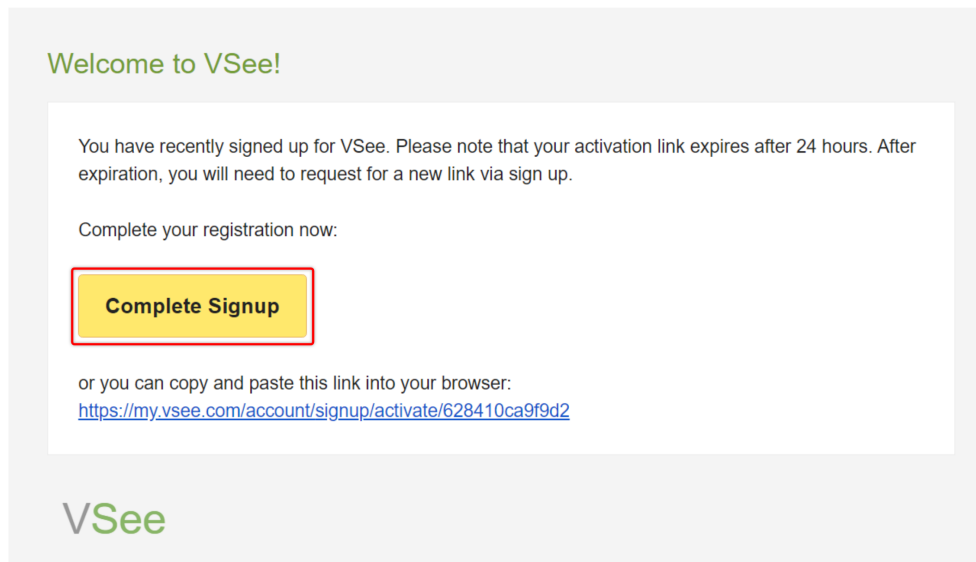 Welcome to VSee!
You have recently signed up for VSee. Please note that your activation link expires after 24 hours. After
expiration, you will need to request for a new link via sign up.
Complete your registration now:
Complete Signup
or you can copy and paste this link into your browser:
https://my.vsee.com/account/signup/activate/628410ca9f9d2
VSee